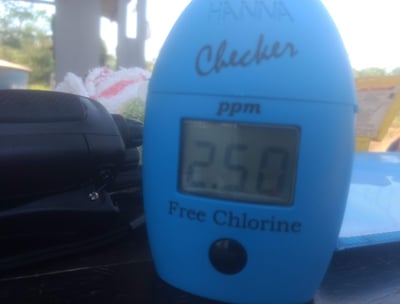 HANNA
Checker
ppm
2.50
Free Chlorine